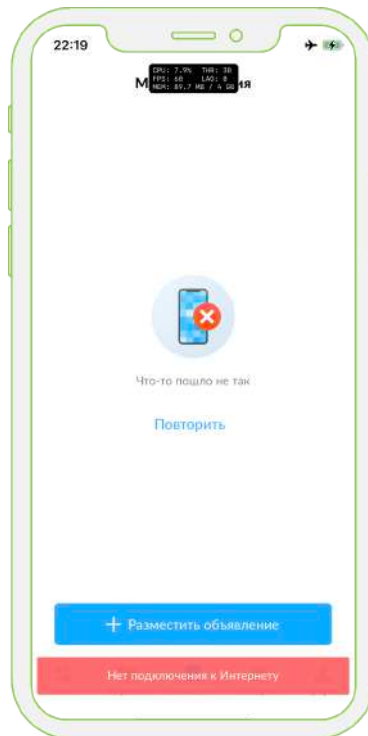 22:19
CPU: 7.9% THR: 38
FPS: 60 LAG: 0
MEM: 89.7 MB / 4 GB
Что-то пошло не так
Повторить
+ Разместить объявление
Нет подключения к Интернету